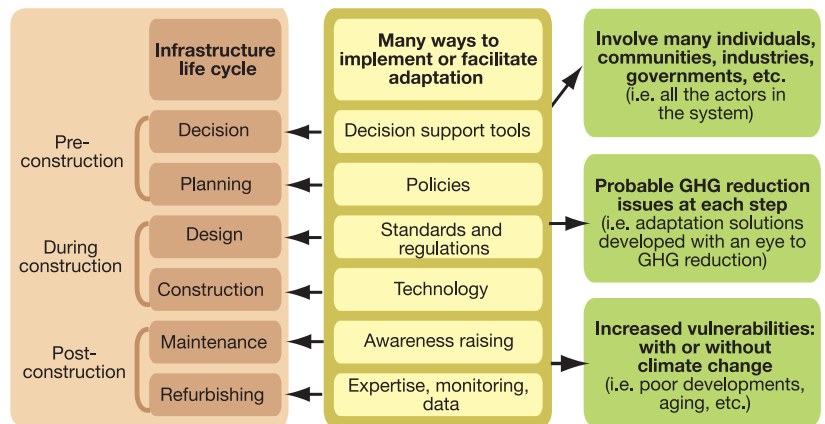 Infrastructure
life cycle
Pre-
construction
Decision
Planning
During
construction
Design
Construction
Post-
construction
Maintenance
Refurbishing
Many ways to
implement or facilitate
adaptation
Decision support tools
Policies
Standards and
regulations
Technology
Awareness raising
Expertise, monitoring,
data
Involve many individuals,
communities, industries,
governments, etc.
(i.e. all the actors in
the system)
Probable GHG reduction
issues at each step
(i.e. adaptation solutions
developed with an eye to
GHG reduction)
Increased vulnerabilities:
with or without
climate change
(i.e. poor developments,
aging, etc.)